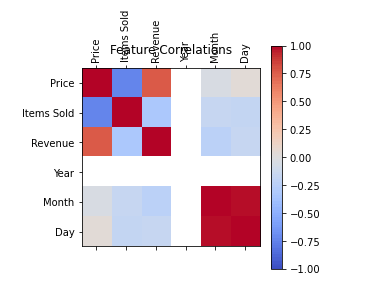 Feature Correlations
Price
Items Sold
Revenue
Year
Month
Day
Price
Items Sold
Revenue
Year
Month
Day
1.00
0.75
0.50
0.25
0.00
−0.25
−0.50
−0.75
−1.00